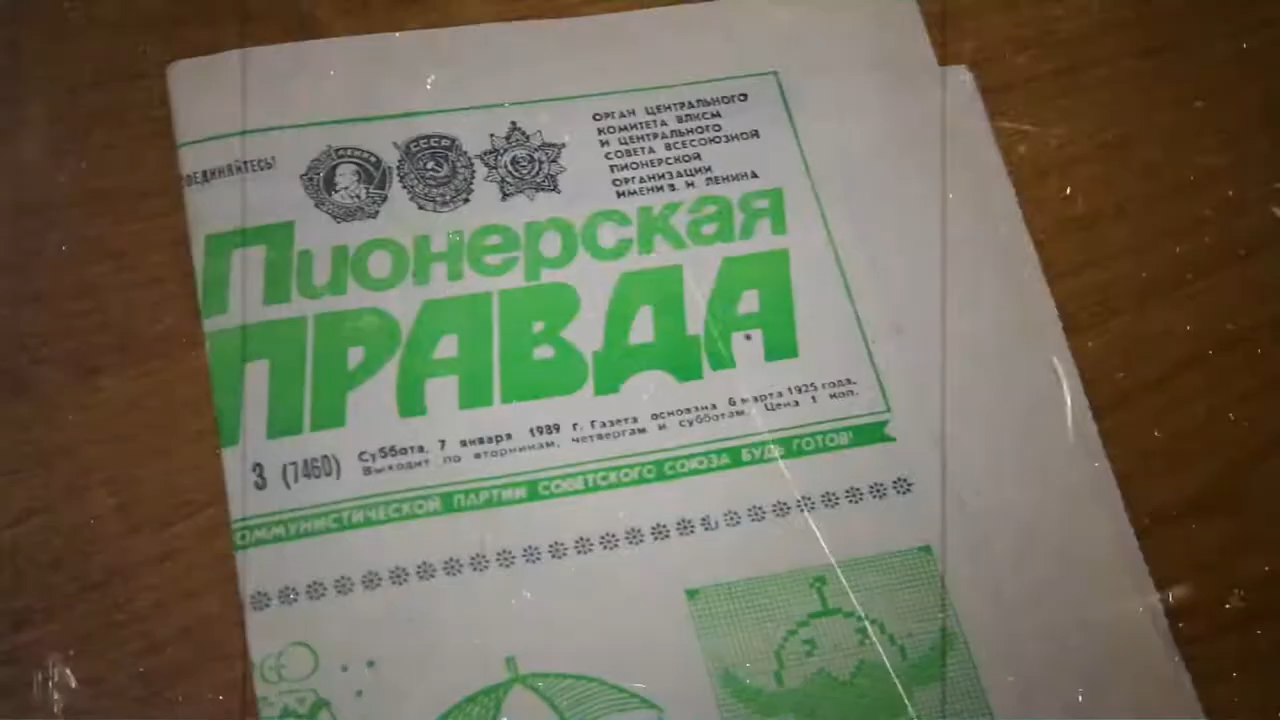 ОЕДИНЯЙТЕСЬ!
СССР
ОРГАН ЦЕНТРАЛЬНОГО
КОМИТЕТА ВЛКСМ
И ЦЕНТРАЛЬНОГО
СОВЕТА ВСЕСОЮЗНОЙ
ПИОНЕРСКОЙ
ОРГАНИЗАЦИИ
ИМЕНИ В. И. ЛЕНИНА
Пионерская
ПРАВДА
3 (7460)
Суббота, 7 января 1989 г. Газета основана 6 марта 1925 года.
Выходит по вторникам, четвергам и субботам. Цена 1 коп.
ОММУНИСТИЧЕСКОЙ ПАРТИИ СОВЕТСКОГО СОЮЗА БУДЬ ГОТОВ!